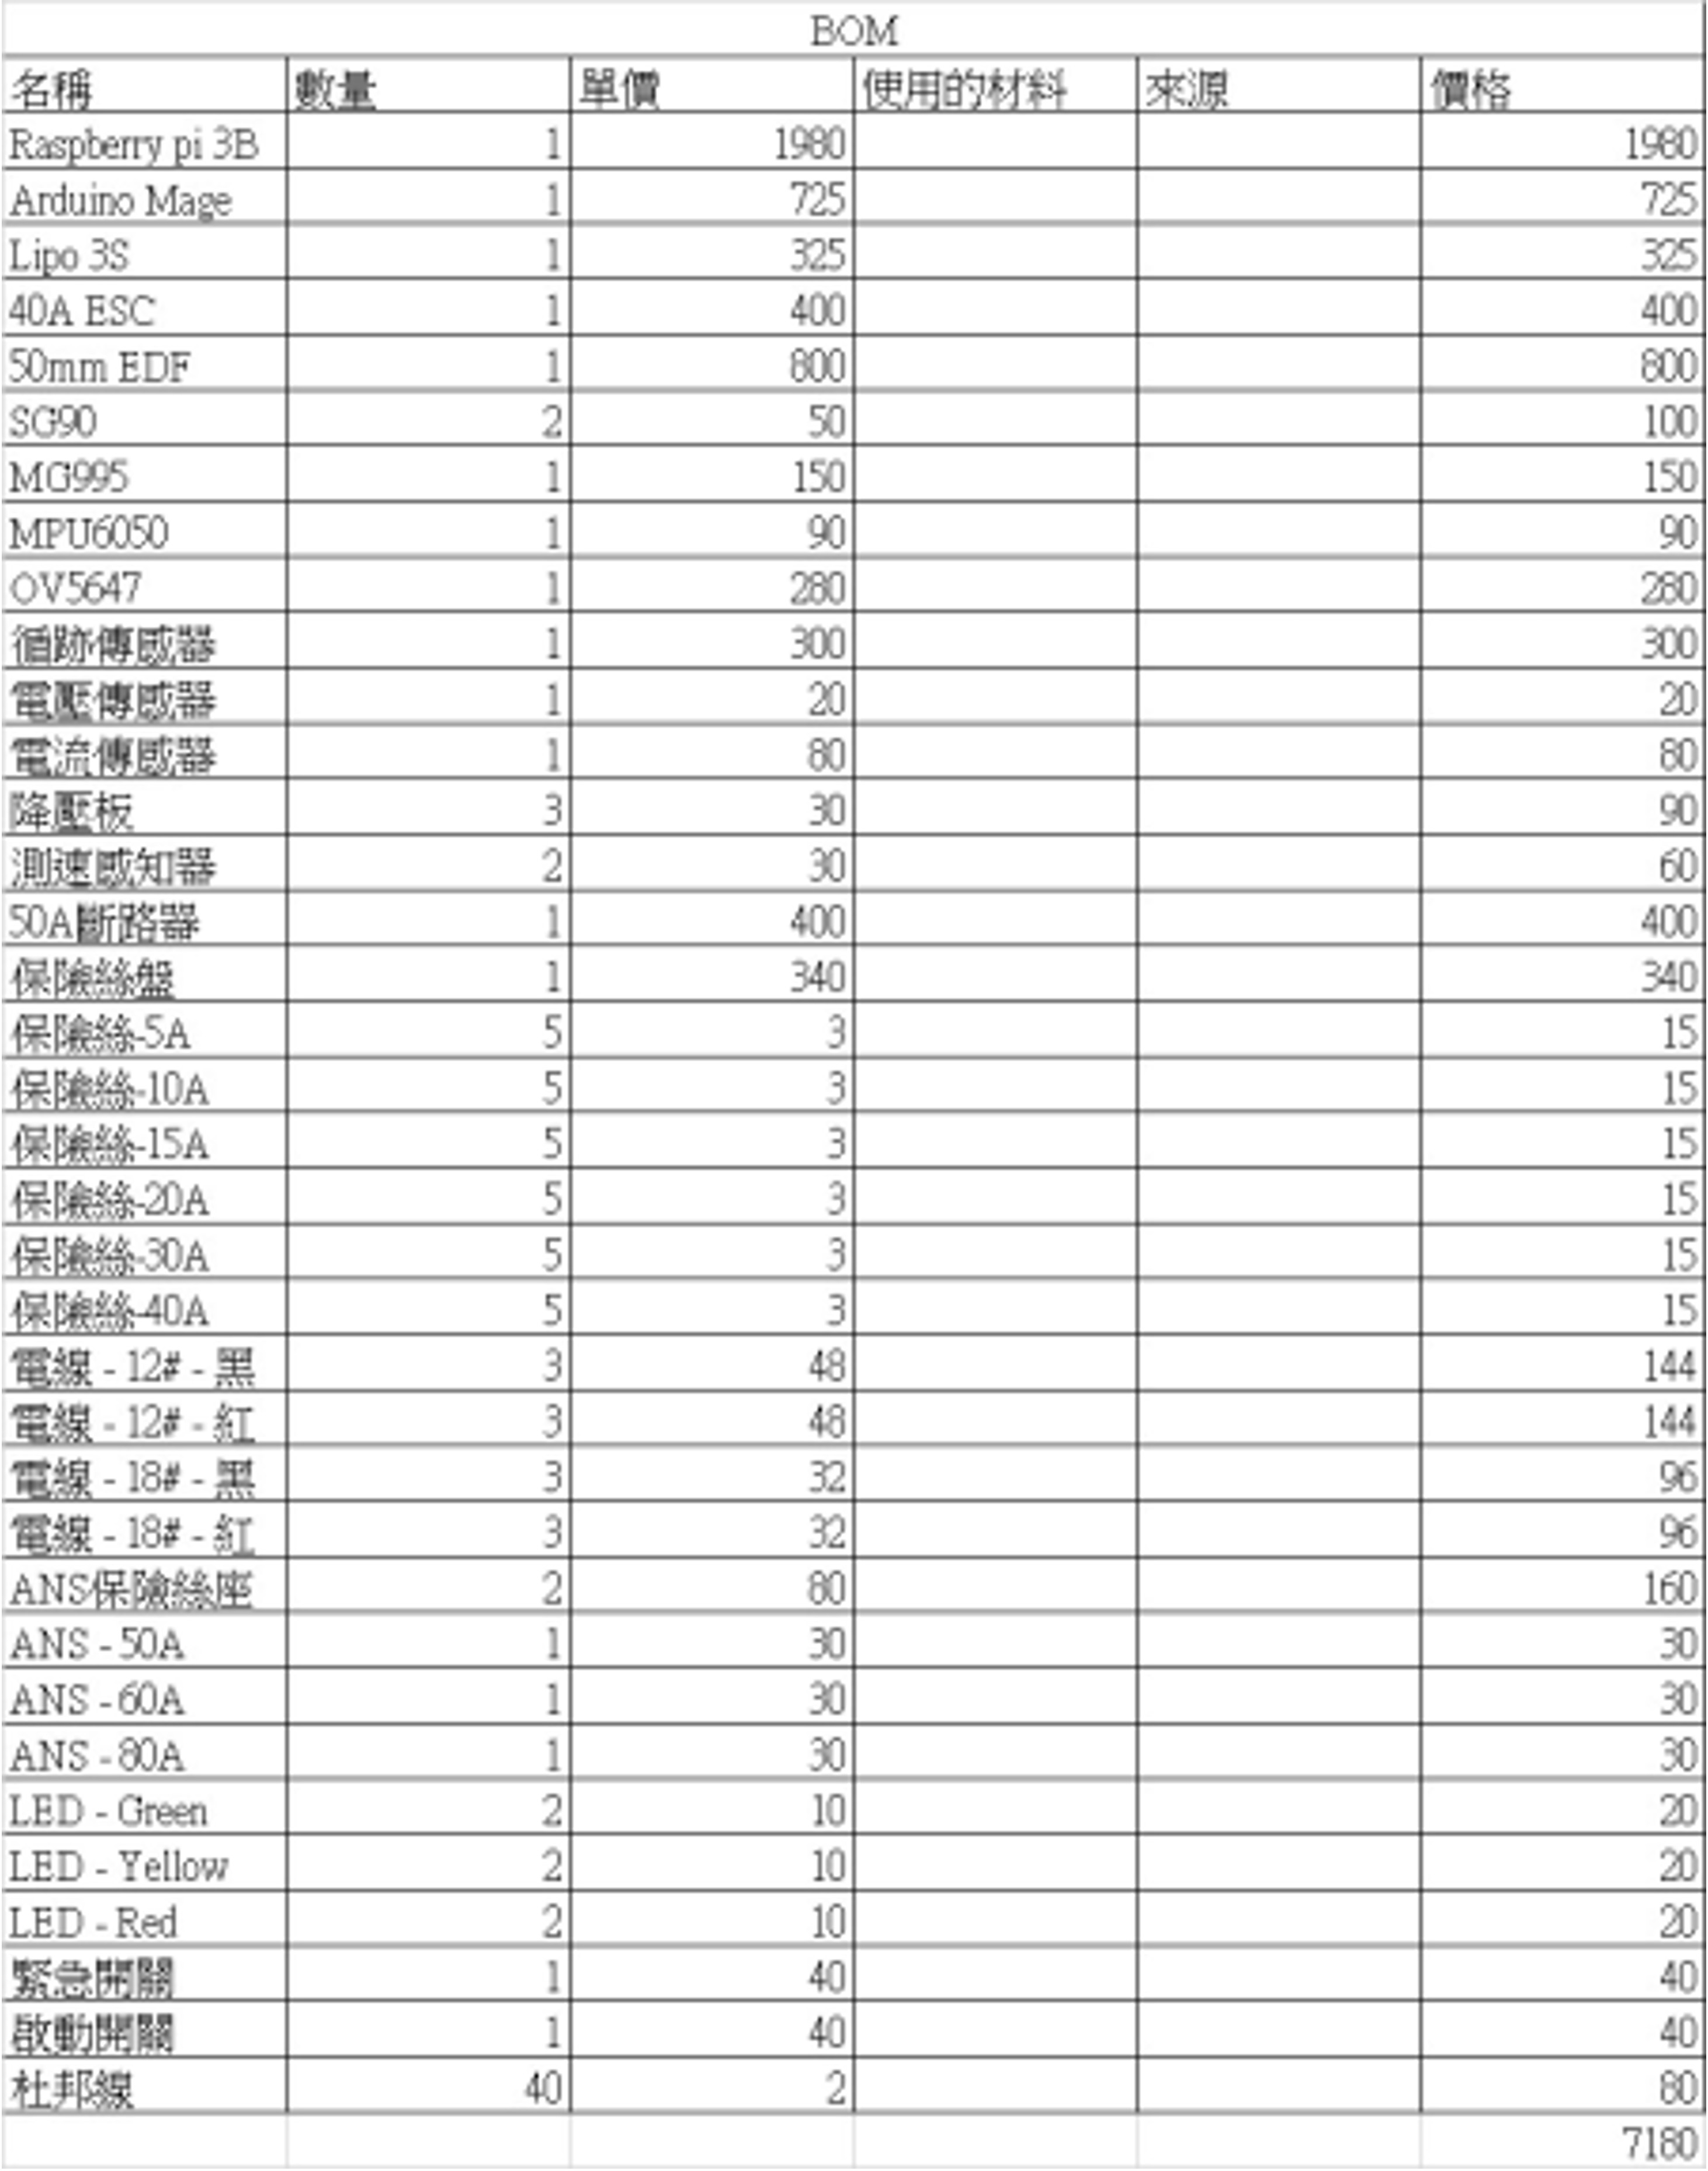 BOM
名稱 數量 單價 使用的材料 來源 價格
Raspberry pi 3B 1 1980 1980
Arduino Mage 1 725 725
Lipo 3S 1 325 325
40A ESC 1 400 400
50mm EDF 1 800 800
SG90 2 50 100
MG995 1 150 150
MPU6050 1 90 90
OV5647 1 280 280
循跡傳感器 1 300 300
電壓傳感器 1 20 20
電流傳感器 1 80 80
降壓板 3 30 90
測速感知器 2 30 60
50A斷路器 1 400 400
保險絲盤 1 340 340
保險絲-5A 5 3 15
保險絲-10A 5 3 15
保險絲-15A 5 3 15
保險絲-20A 5 3 15
保險絲-30A 5 3 15
保險絲-40A 5 3 15
電線 - 12# - 黑 3 48 144
電線 - 12# - 紅 3 48 144
電線 - 18# - 黑 3 32 96
電線 - 18# - 紅 3 32 96
ANS保險絲座 2 80 160
ANS - 50A 1 30 30
ANS - 60A 1 30 30
ANS - 80A 1 30 30
LED - Green 2 10 20
LED - Yellow 2 10 20
LED - Red 2 10 20
緊急開關 1 40 40
啟動開關 1 40 40
杜邦線 40 2 80
7180